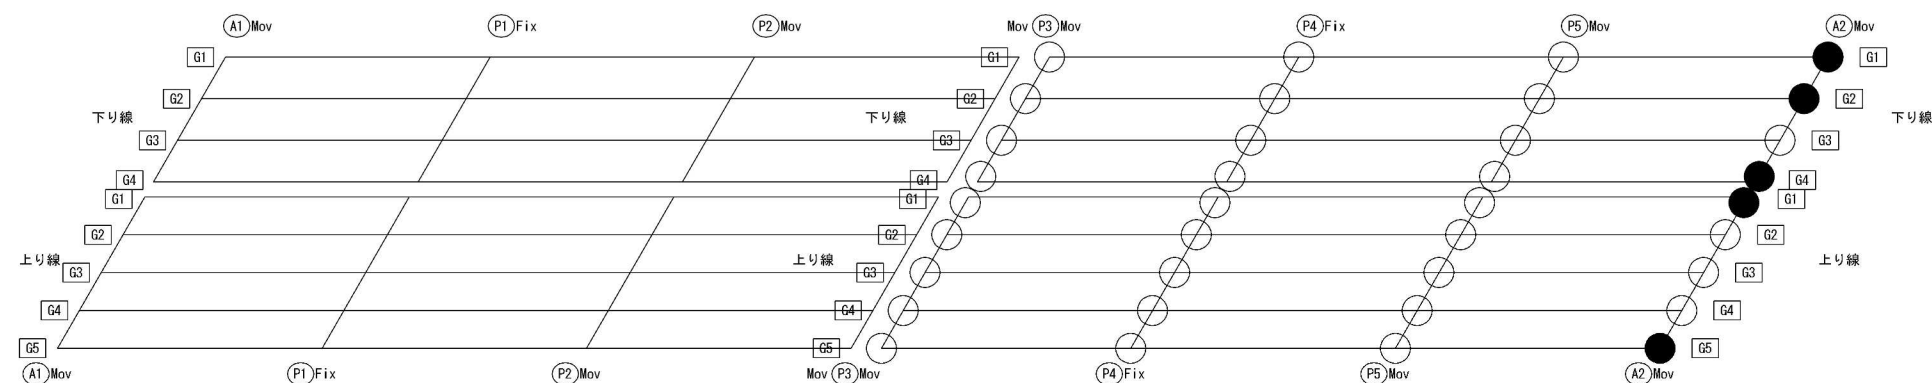 A1 Mov P1 Fix P2 Mov Mov P3 Mov P4 Fix P5 Mov A2 Mov
G1 G1 G1
G2 G2 G2
下り線 下り線 下り線
G3 G3 G3
G4 G4 G4
G1 G1 G1
G2 G2 G2
上り線 上り線 上り線
G3 G3 G3
G4 G4 G4
G5 G5 G5
A1 Mov P1 Fix P2 Mov Mov P3 Mov P4 Fix P5 Mov A2 Mov